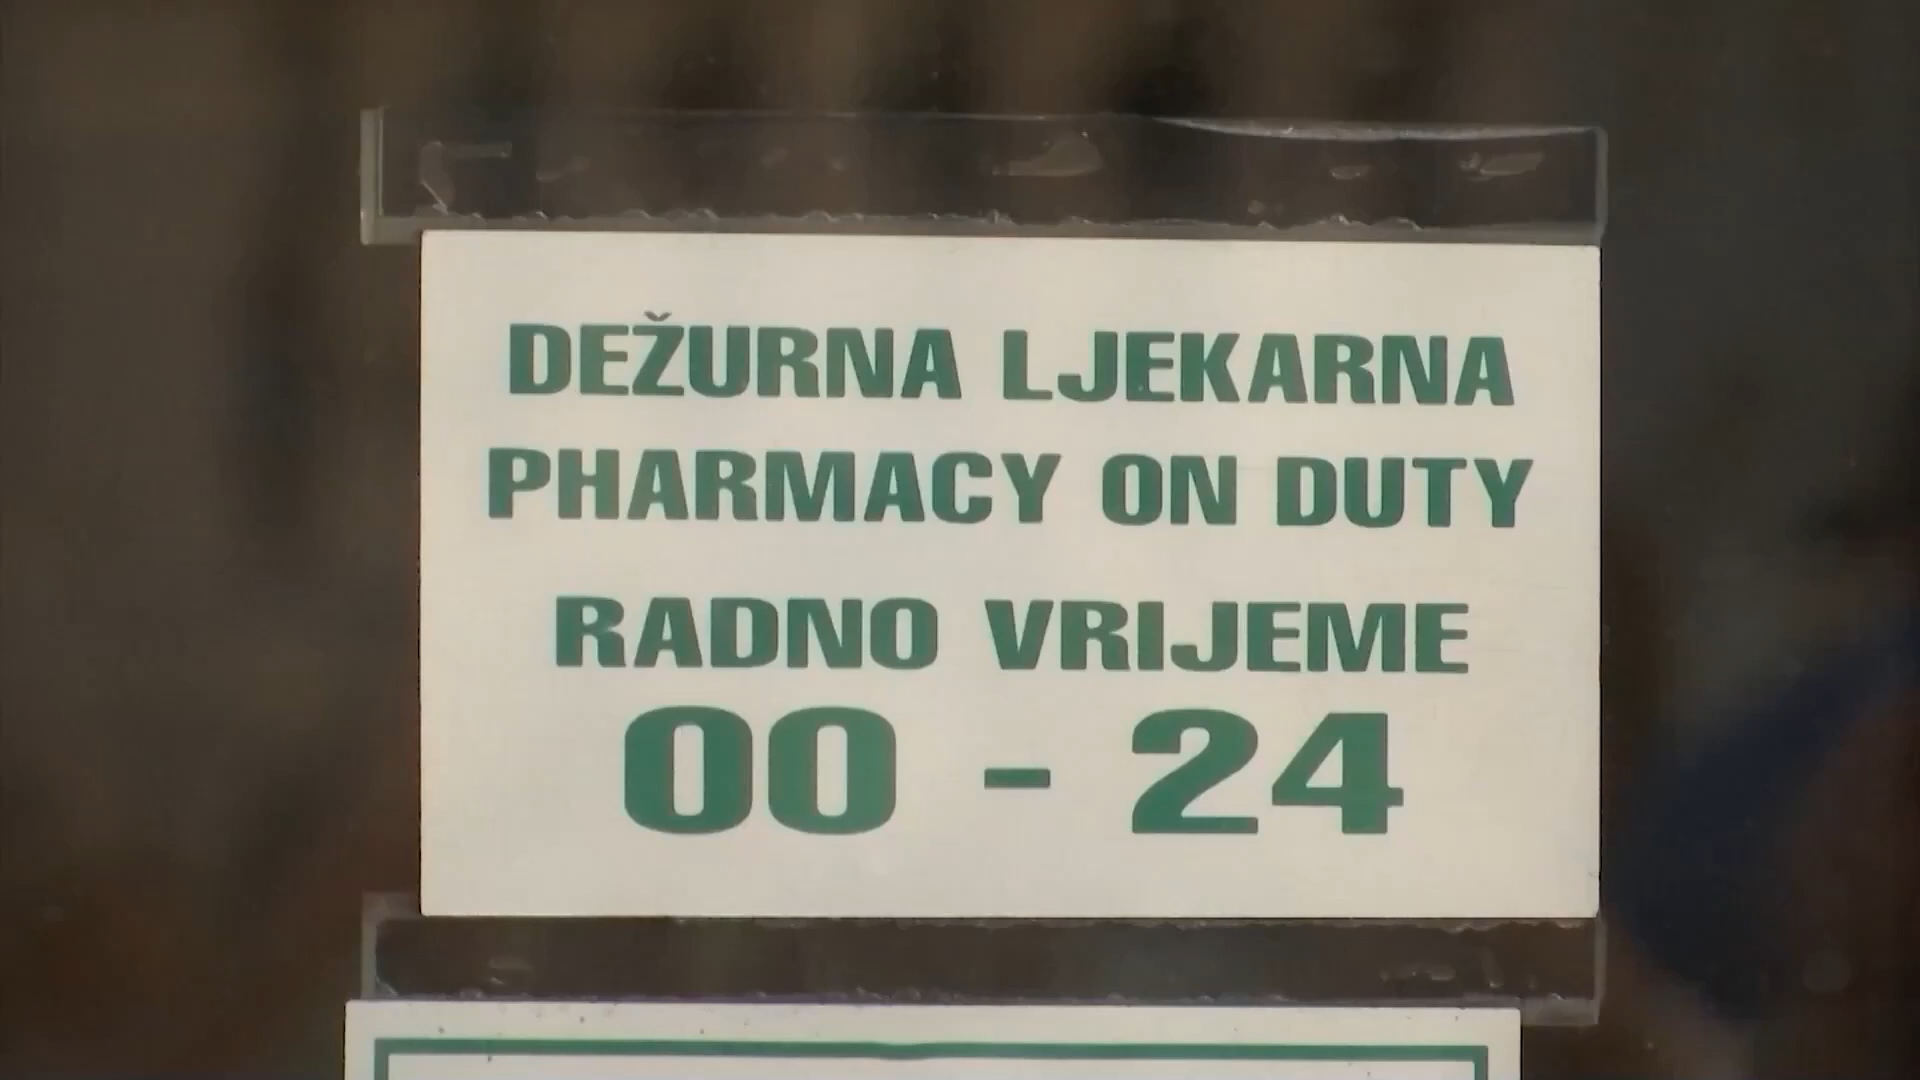 DEŽURNA LJEKARNA
PHARMACY ON DUTY
RADNO VRIJEME
00 - 24